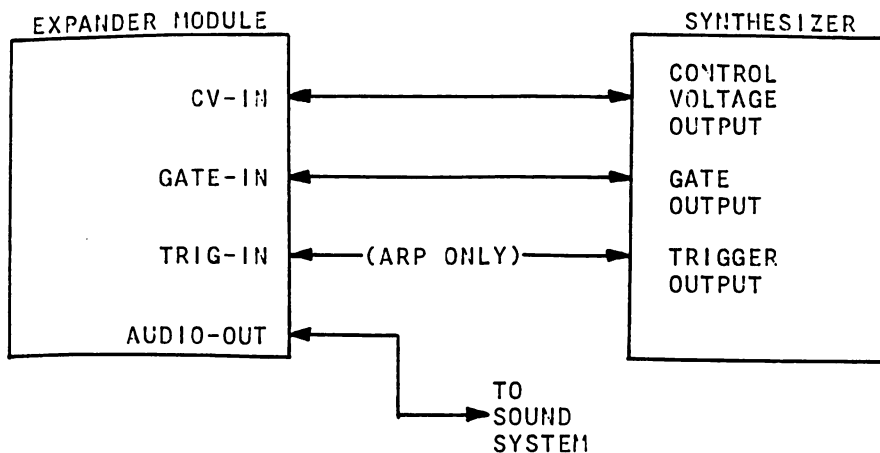 EXPANDER MODULE
SYNTHESIZER
CV-IN
CONTROL
VOLTAGE
OUTPUT
GATE-IN
GATE
OUTPUT
TRIG-IN
(ARP ONLY)
TRIGGER
OUTPUT
AUDIO-OUT
TO
SOUND
SYSTEM